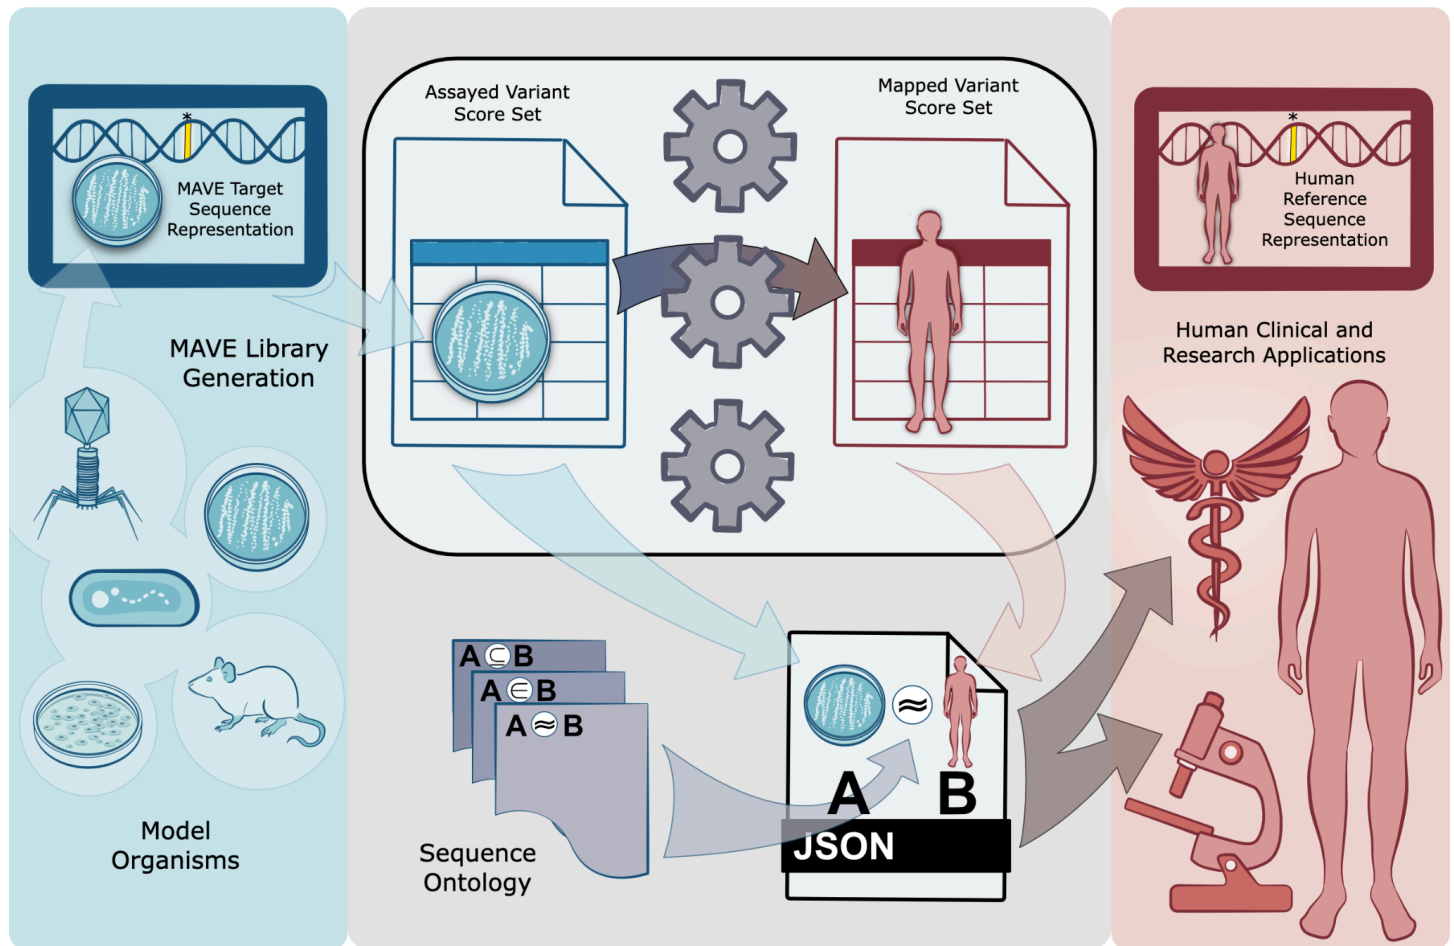 *
MAVE Target
Sequence
Representation
MAVE Library
Generation
Model
Organisms
Assayed Variant
Score Set
Mapped Variant
Score Set
A ⊆ B
A ∈ B
A ≈ B
Sequence
Ontology
≈
A B
JSON
*
Human
Reference
Sequence
Representation
Human Clinical and
Research Applications